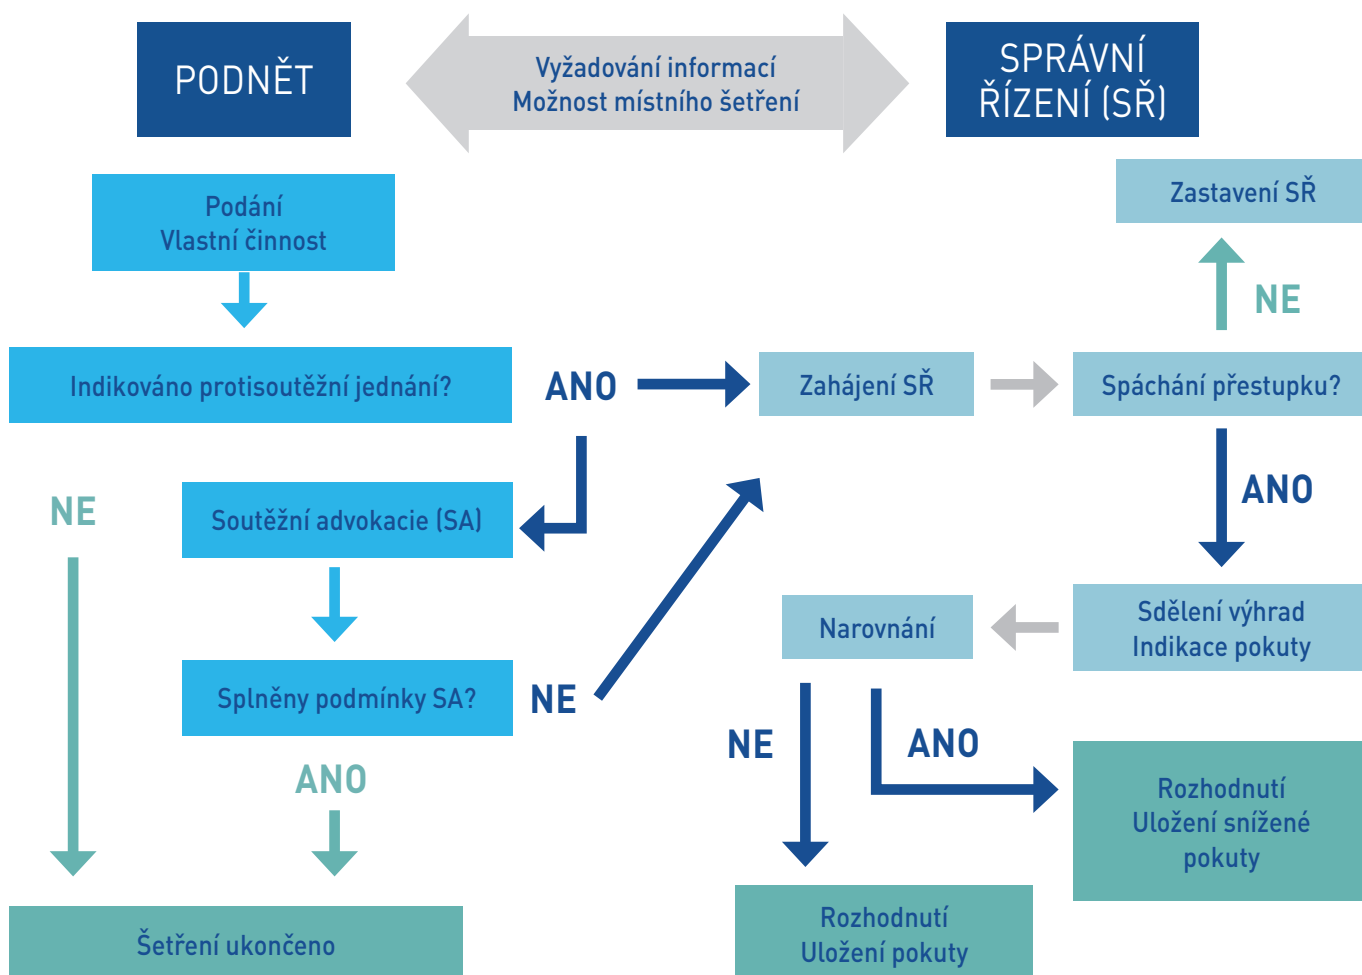 PODNĚT
Vyžadování informací
Možnost místního šetření
SPRÁVNÍ
ŘÍZENÍ (SŘ)
Podání
Vlastní činnost
Zastavení SŘ
NE
Indikováno protisoutěžní jednání?
ANO
Zahájení SŘ
Spáchání přestupku?
NE
Soutěžní advokacie (SA)
ANO
Narovnání
Sdělení výhrad
Indikace pokuty
Splněny podmínky SA?
NE
NE
ANO
ANO
Rozhodnutí
Uložení snížené
pokuty
Šetření ukončeno
Rozhodnutí
Uložení pokuty